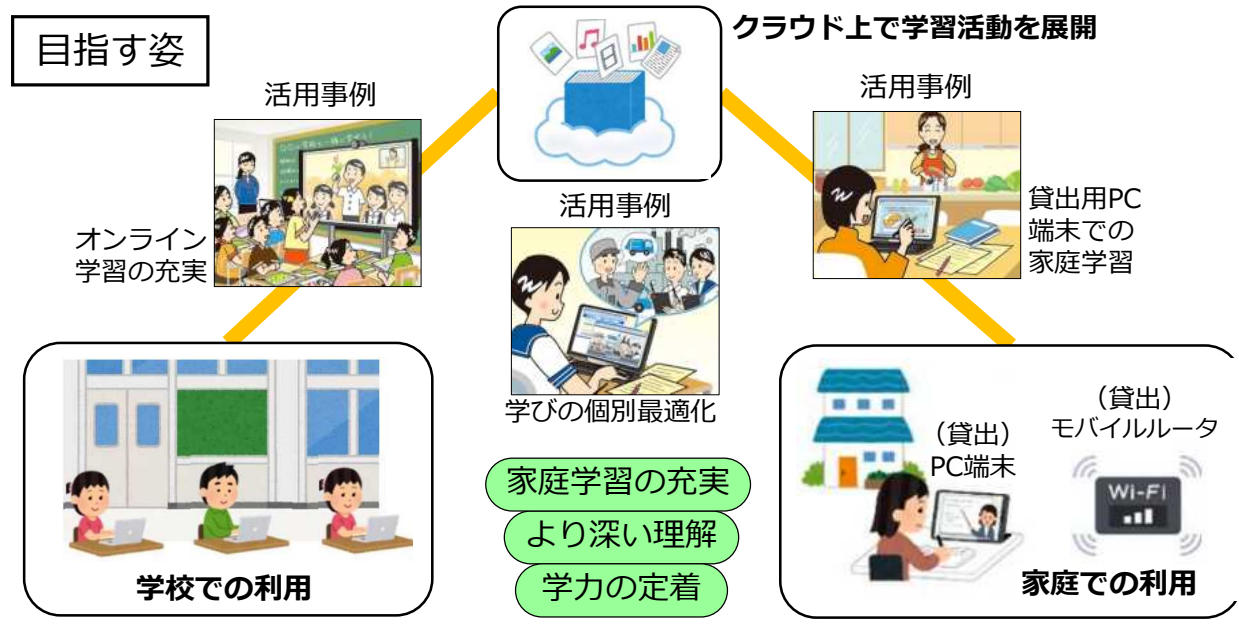 目指す姿
クラウド上で学習活動を展開
活用事例
オンライン
学習の充実
活用事例
学びの個別最適化
活用事例
貸出用PC
端末での
家庭学習
学校での利用
家庭学習の充実
より深い理解
学力の定着
（貸出）
PC端末
（貸出）
モバイルルータ
Wi-Fi
家庭での利用